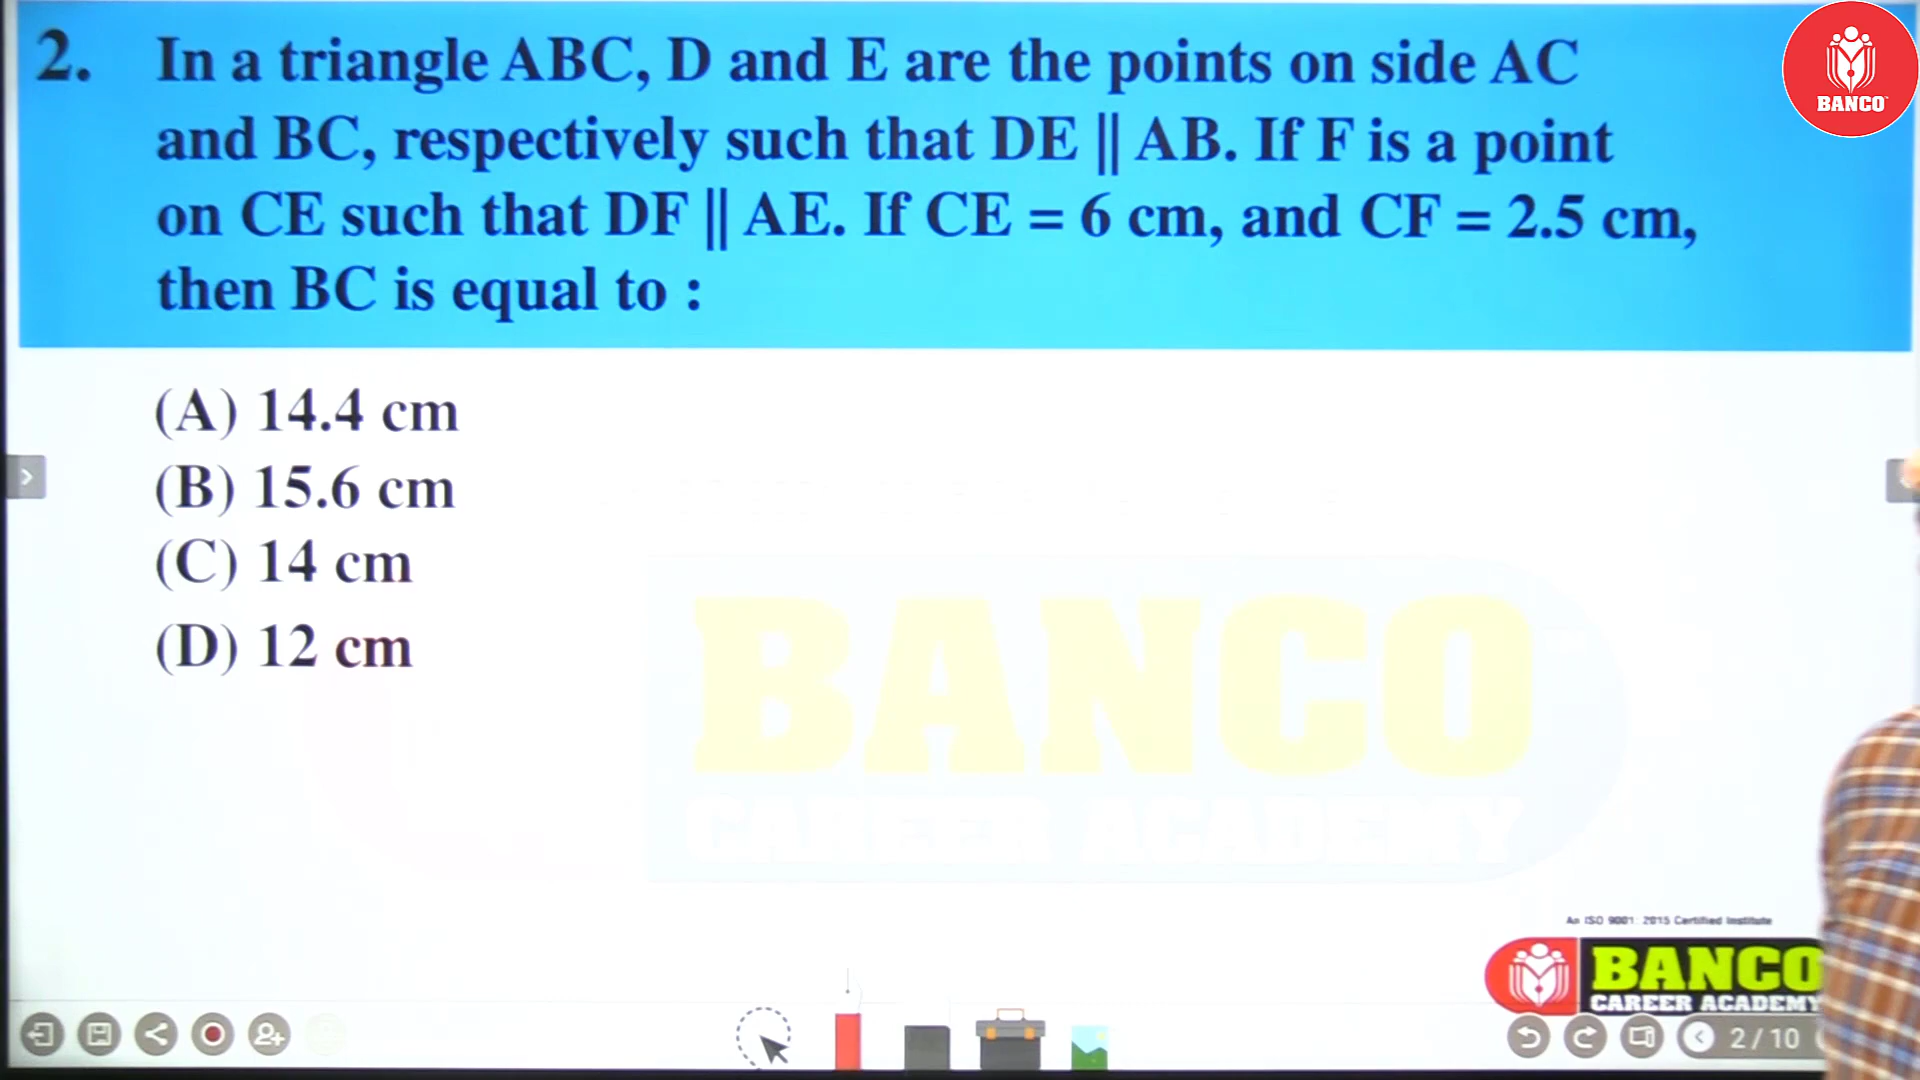 2. In a triangle ABC, D and E are the points on side AC
and BC, respectively such that DE || AB. If F is a point
on CE such that DF || AE. If CE = 6 cm, and CF = 2.5 cm,
then BC is equal to :
BANCO
(A) 14.4 cm
(B) 15.6 cm
(C) 14 cm
(D) 12 cm
BANCO
CAREER ACADEMY
An ISO 9001: 2015 Certified Institute
BANCO
CAREER ACADEMY
2 / 10